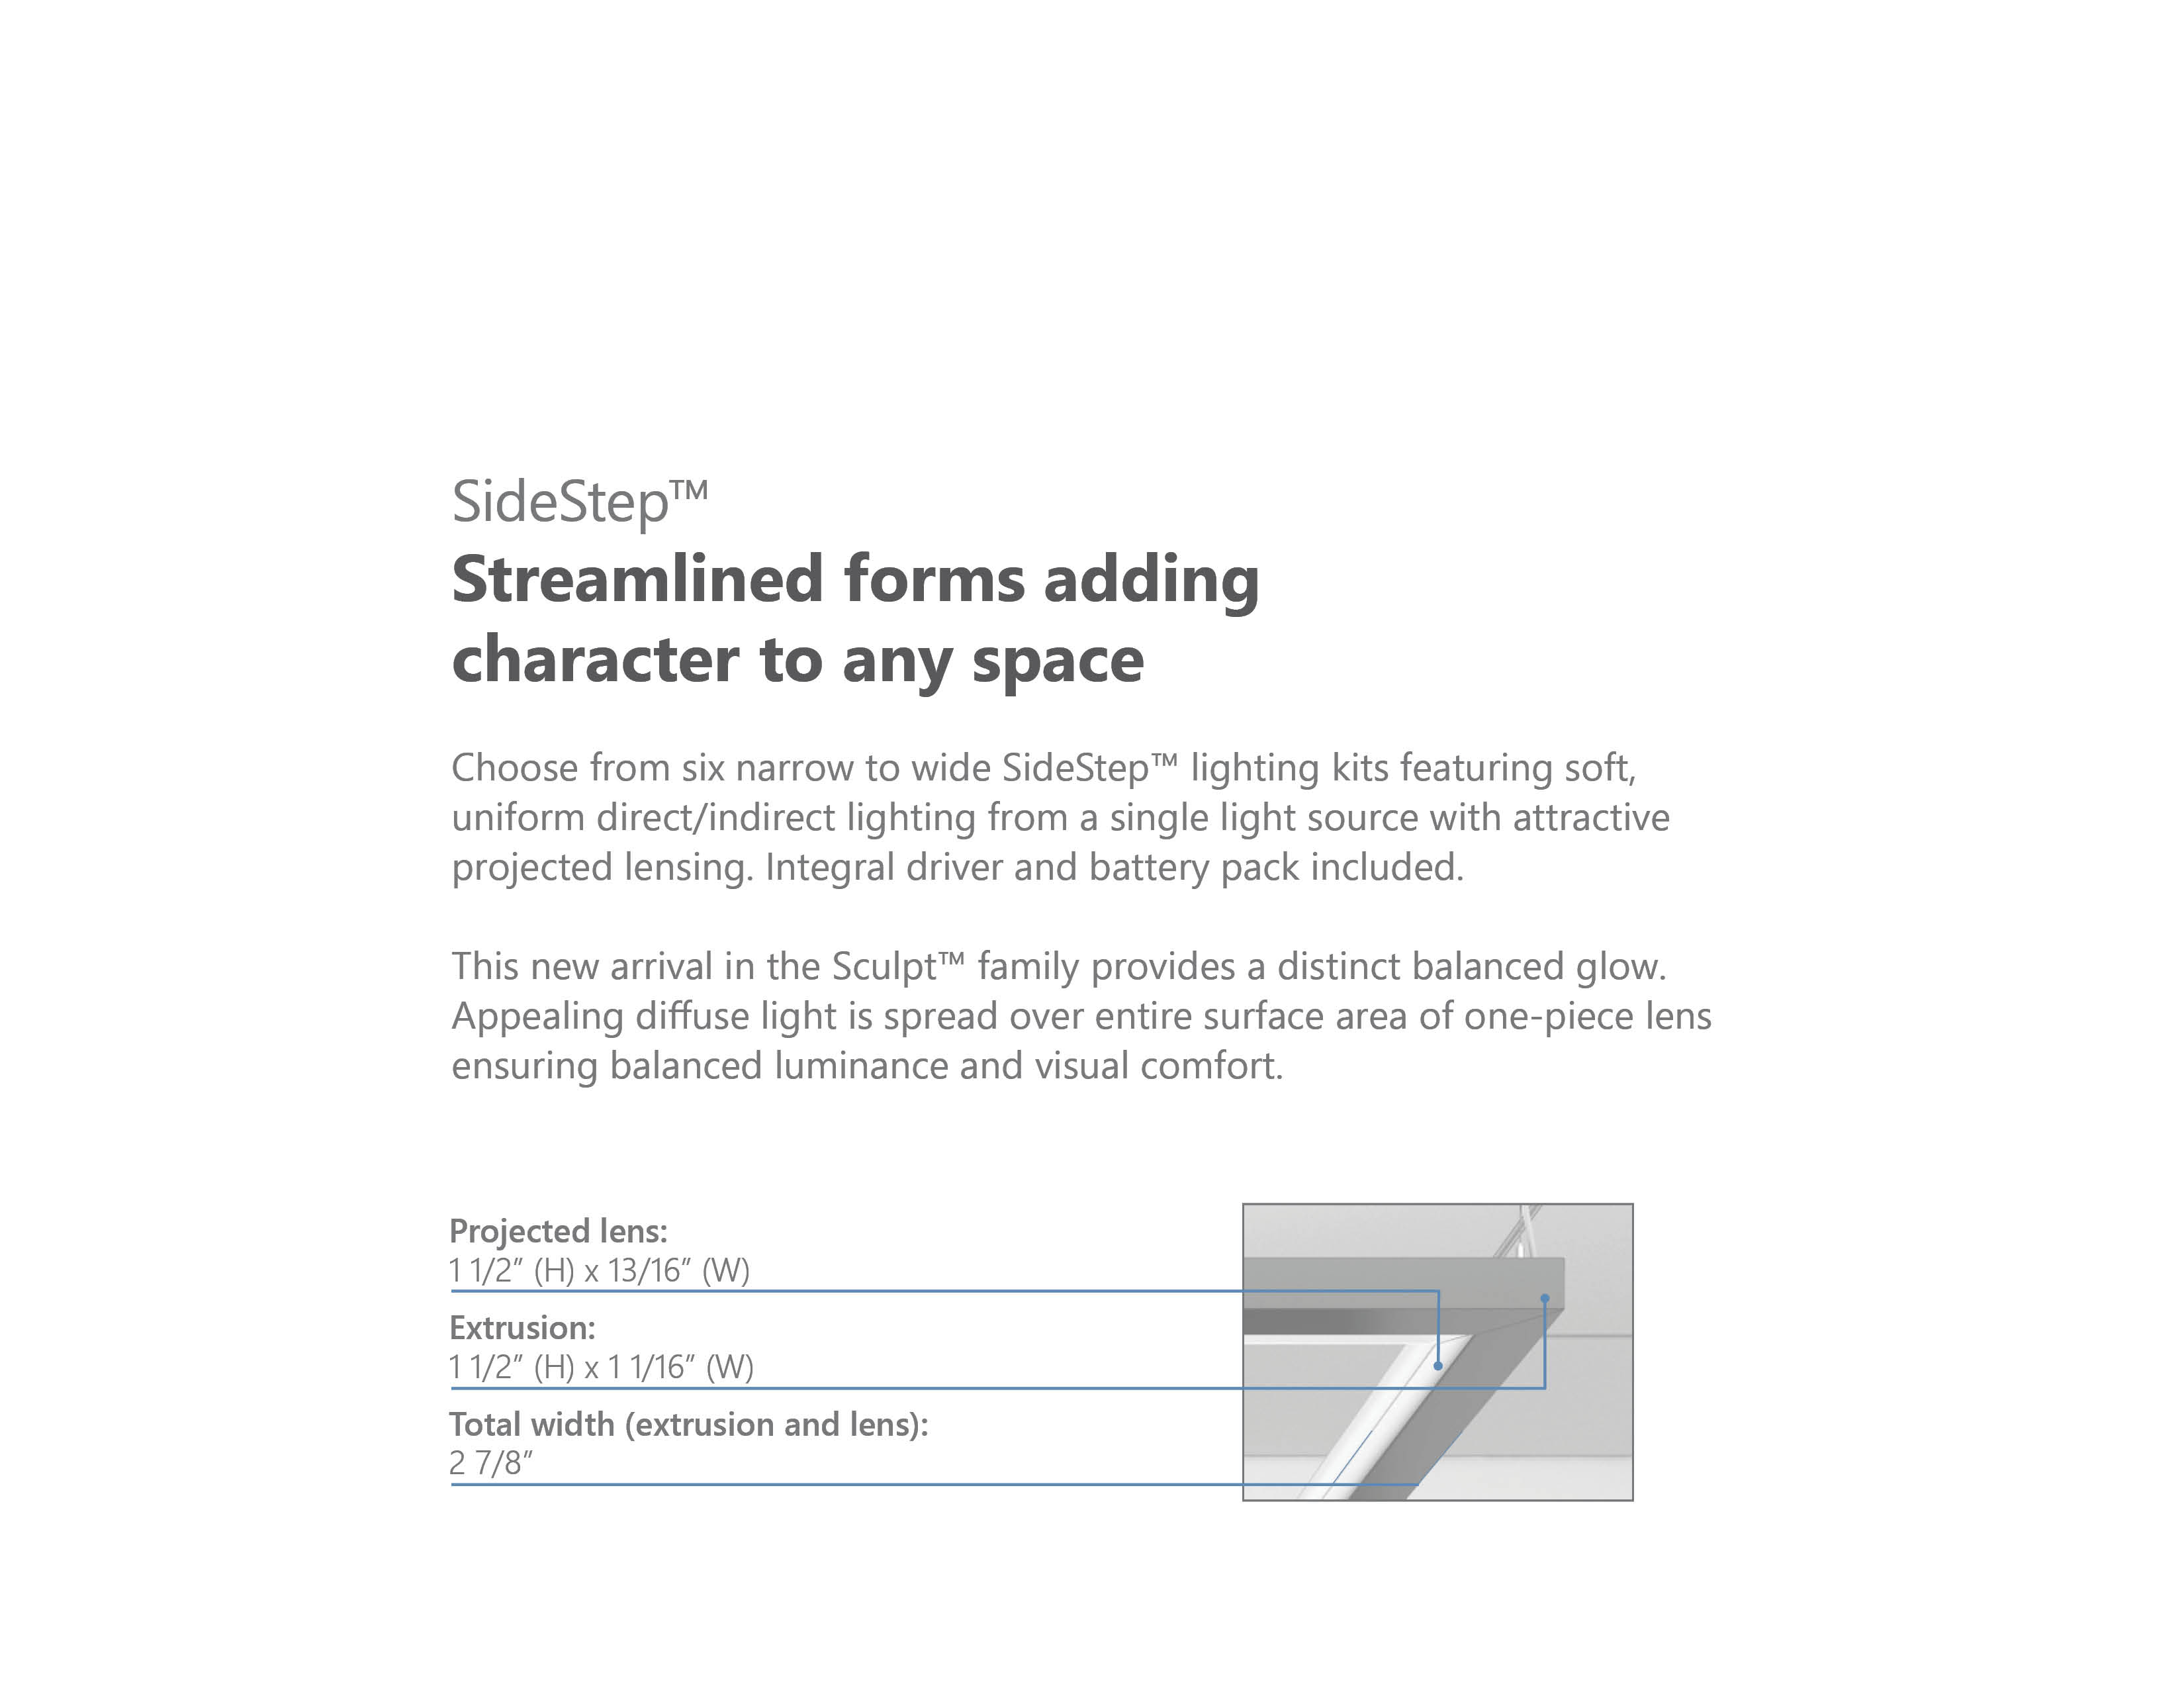 SideStep™
Streamlined forms adding
character to any space
Choose from six narrow to wide SideStep™ lighting kits featuring soft,
uniform direct/indirect lighting from a single light source with attractive
projected lensing. Integral driver and battery pack included.
This new arrival in the Sculpt™ family provides a distinct balanced glow.
Appealing diffuse light is spread over entire surface area of one-piece lens
ensuring balanced luminance and visual comfort.
Projected lens:
1 1/2” (H) x 13/16” (W)
Extrusion:
1 1/2” (H) x 1 1/16” (W)
Total width (extrusion and lens):
2 7/8”